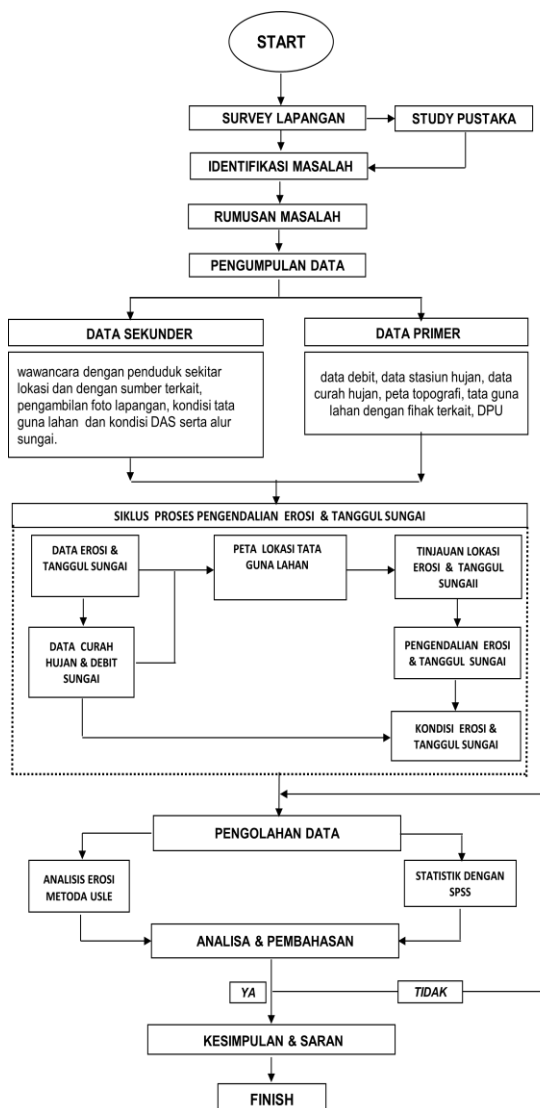 START
SURVEY LAPANGAN
STUDY PUSTAKA
IDENTIFIKASI MASALAH
RUMUSAN MASALAH
PENGUMPULAN DATA
DATA SEKUNDER
wawancara dengan penduduk sekitar
lokasi dan dengan sumber terkait,
pengambilan foto lapangan, kondisi tata
guna lahan dan kondisi DAS serta alur
sungai.
DATA PRIMER
data debit, data stasiun hujan, data
curah hujan, peta topografi, tata guna
lahan dengan fihak terkait, DPU
SIKLUS PROSES PENGENDALIAN EROSI & TANGGUL SUNGAI
DATA EROSI &
TANGGUL SUNGAI
PETA LOKASI TATA
GUNA LAHAN
TINJAUAN LOKASI
EROSI & TANGGUL
SUNGAII
DATA CURAH
HUJAN & DEBIT
SUNGAI
PENGENDALIAN EROSI
& TANGGUL SUNGAI
KONDISI EROSI &
TANGGUL SUNGAI
PENGOLAHAN DATA
ANALISIS EROSI
METODA USLE
STATISTIK DENGAN
SPSS
ANALISA & PEMBAHASAN
YA
TIDAK
KESIMPULAN & SARAN
FINISH